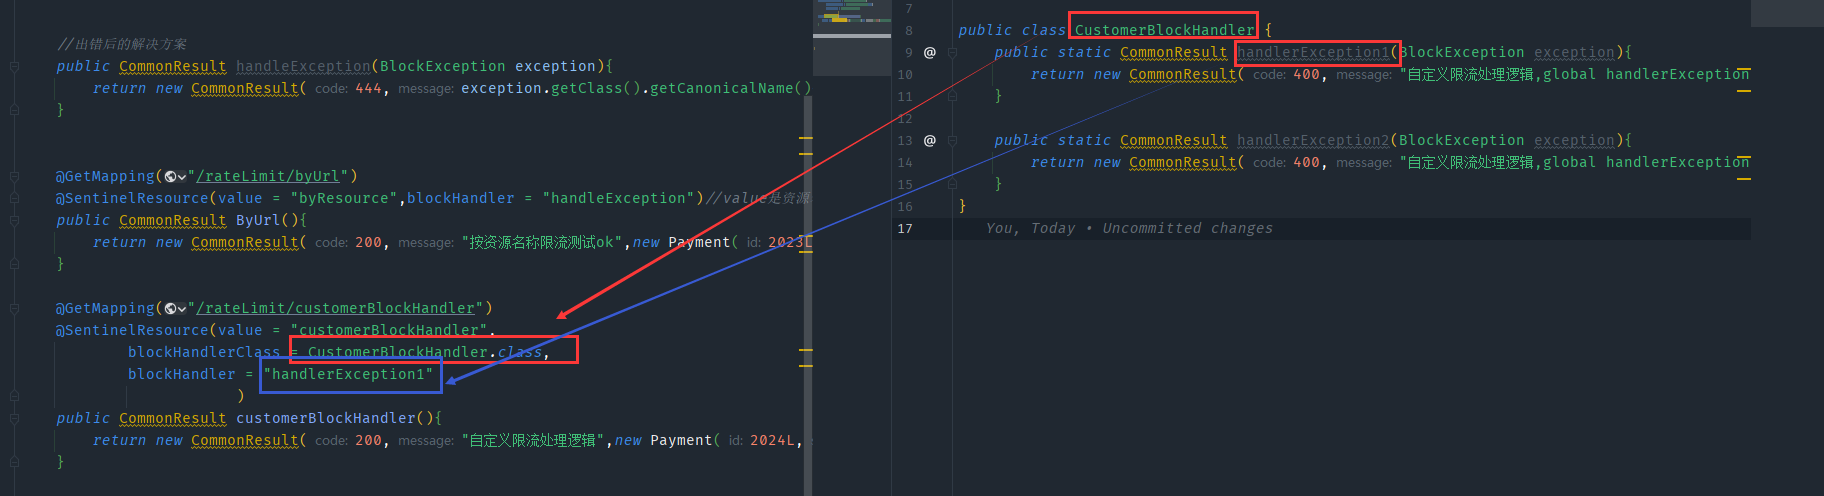 //出错后的解决方案
public CommonResult handleException(BlockException exception){
return new CommonResult( code: 444, message: exception.getClass().getCanonicalName()
}
@GetMapping("/rateLimit/byUrl")
@SentinelResource(value = "byResource",blockHandler = "handleException")//value是资源
public CommonResult ByUrl(){
return new CommonResult( code: 200, message: "按资源名称限流测试ok",new Payment( id: 2023L
}
@GetMapping("/rateLimit/customerBlockHandler")
@SentinelResource(value = "customerBlockHandler",
blockHandlerClass = CustomerBlockHandler.class,
blockHandler = "handlerException1"
)
public CommonResult customerBlockHandler(){
return new CommonResult( code: 200, message: "自定义限流处理逻辑",new Payment( id: 2024L,
}
7
8 public class CustomerBlockHandler {
9 @ public static CommonResult handlerException1(BlockException exception){
10 return new CommonResult( code: 400, message: "自定义限流处理逻辑,global handlerException
11 }
12
13 @ public static CommonResult handlerException2(BlockException exception){
14 return new CommonResult( code: 400, message: "自定义限流处理逻辑,global handlerException
15 }
16 }
17 You, Today • Uncommitted changes